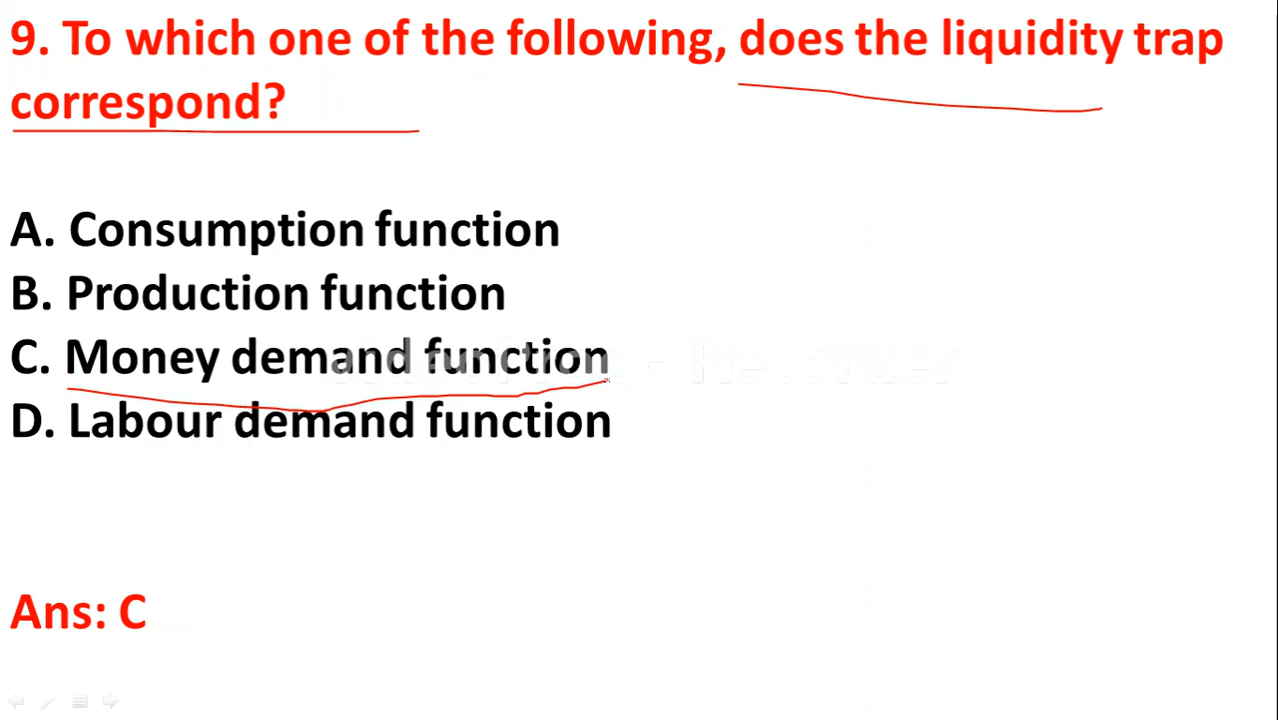 9. To which one of the following, does the liquidity trap
correspond?
A. Consumption function
B. Production function
C. Money demand function
D. Labour demand function
Ans: C